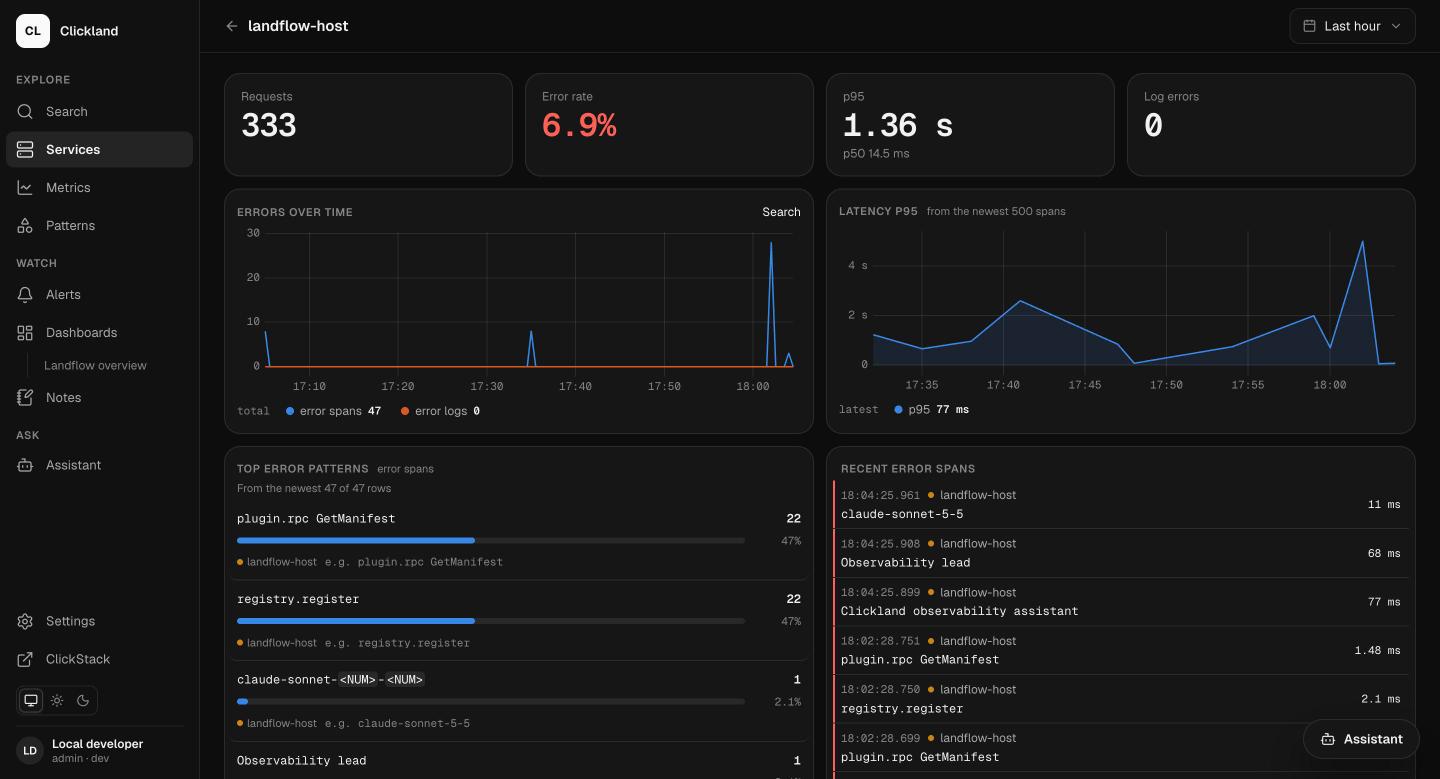 CL Clickland
EXPLORE
Search
Services
Metrics
Patterns
WATCH
Alerts
Dashboards
Landflow overview
Notes
ASK
Assistant
Settings
ClickStack
LD Local developer
admin · dev
landflow-host
Last hour
Requests
333
Error rate
6.9%
p95
1.36 s
p50 14.5 ms
Log errors
0
ERRORS OVER TIME Search
30
20
10
0
17:10 17:20 17:30 17:40 17:50 18:00
total error spans 47 error logs 0
LATENCY P95 from the newest 500 spans
4 s
2 s
0
17:35 17:40 17:45 17:50 17:55 18:00
latest p95 77 ms
TOP ERROR PATTERNS error spans
From the newest 47 of 47 rows
plugin.rpc GetManifest 22
47%
landflow-host e.g. plugin.rpc GetManifest
registry.register 22
47%
landflow-host e.g. registry.register
claude-sonnet-<NUM>-<NUM> 1
2.1%
landflow-host e.g. claude-sonnet-5-5
Observability lead 1
RECENT ERROR SPANS
18:04:25.961 landflow-host
claude-sonnet-5-5
11 ms
18:04:25.908 landflow-host
Observability lead
68 ms
18:04:25.899 landflow-host
Clickland observability assistant
77 ms
18:02:28.751 landflow-host
plugin.rpc GetManifest
1.48 ms
18:02:28.750 landflow-host
registry.register
2.1 ms
18:02:28.699 landflow-host
plugin.rpc GetManifest
Assistant